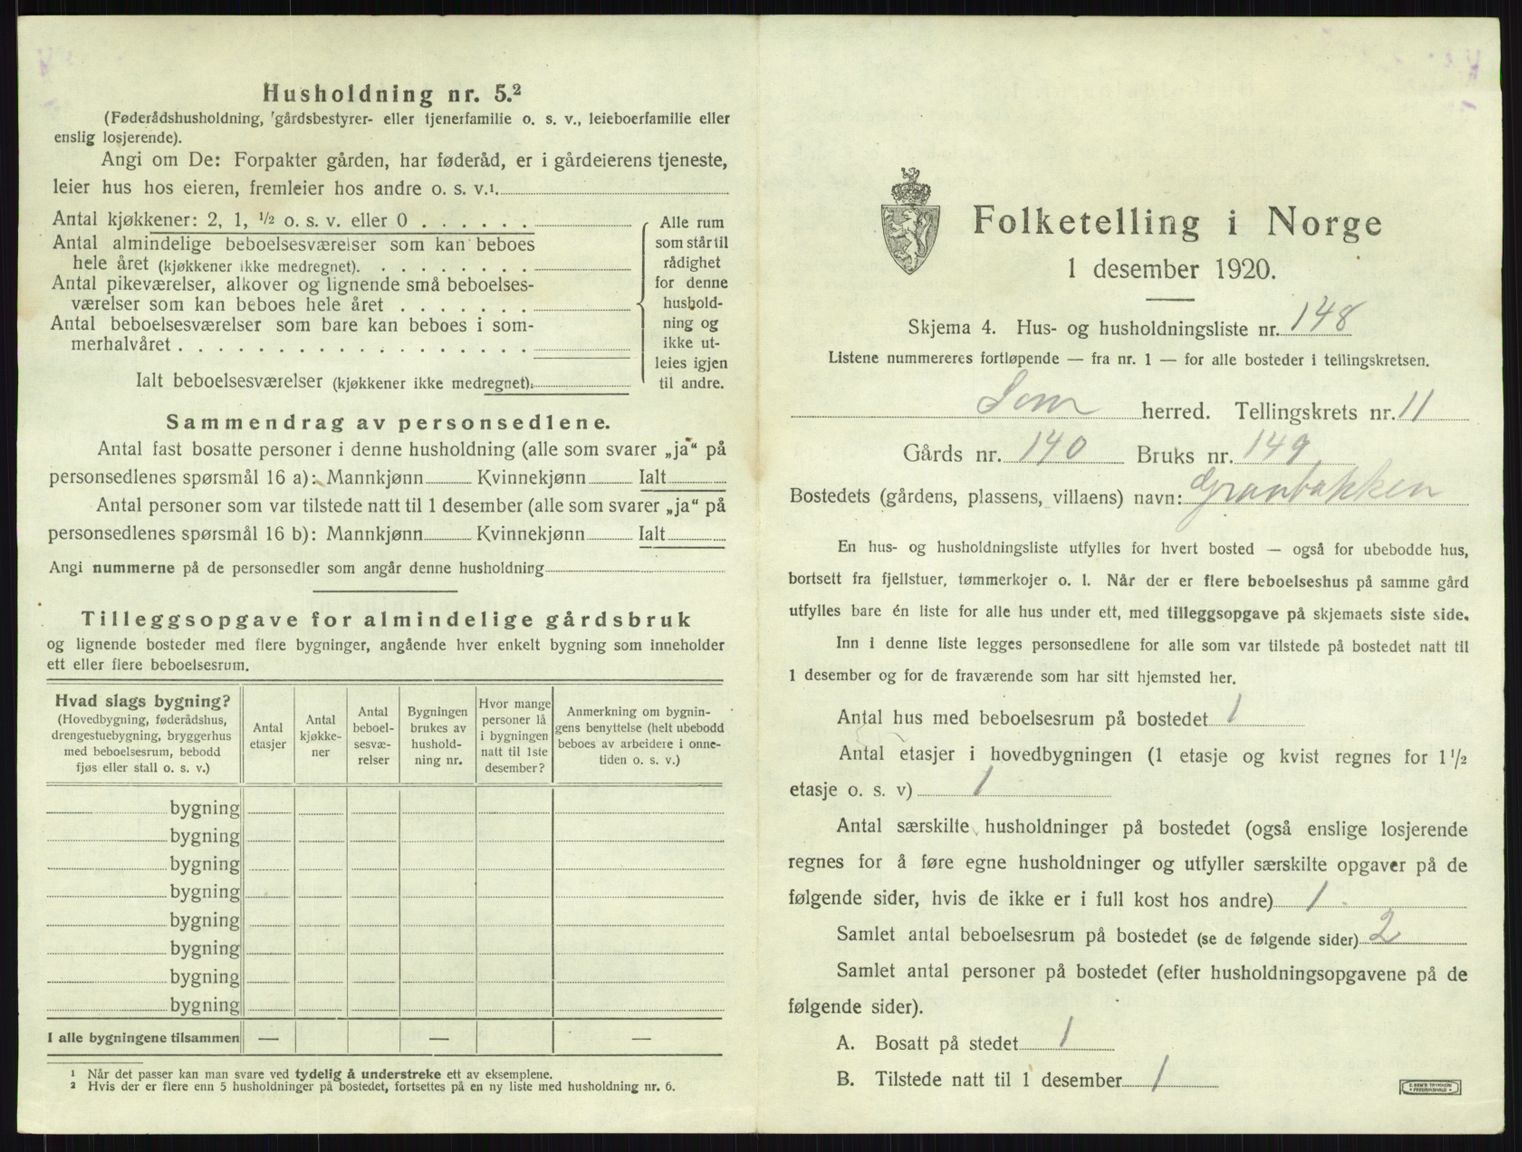 Husholdning nr. 5.²
(Føderådshusholdning, gårdsbestyrer- eller tjenerfamilie o. s. v., leieboerfamilie eller
enslig losjerende).
Angi om De: Forpakter gården, har føderåd, er i gårdeierens tjeneste,
leier hus hos eieren, fremleier hos andre o. s. v.¹
Antal kjøkkener: 2, 1, ½ o. s. v. eller 0 . . . . . .
Antal almindelige beboelsesværelser som kan beboes
hele året (kjøkkener ikke medregnet). . . . . . . . .
Antal pikeværelser, alkover og lignende små beboelses-
værelser som kan beboes hele året . . . . . . .
Antal beboelsesværelser som bare kan beboes i som-
merhalvåret . . . . . . . . . . . . . . . . . .
Ialt beboelsesværelser (kjøkkener ikke medregnet).
Alle rum
som står til
rådighet
for denne
hushold-
ning og
ikke ut-
leies igjen
til andre.
Sammendrag av personsedlene.
Antal fast bosatte personer i denne husholdning (alle som svarer „ja“ på
personsedlenes spørsmål 16 a): Mannkjønn Kvinnekjønn Ialt
Antal personer som var tilstede natt til 1 desember (alle som svarer „ja“ på
personsedlenes spørsmål 16 b): Mannkjønn Kvinnekjønn Ialt
Angi nummerne på de personsedler som angår denne husholdning
Tilleggsopgave for almindelige gårdsbruk
og lignende bosteder med flere bygninger, angående hver enkelt bygning som inneholder
ett eller flere beboelsesrum.
Hvad slags bygning?
(Hovedbygning, føderådshus,
drengestuebygning, bryggerhus
med beboelsesrum, bebodd
fjøs eller stall o. s. v.)
Antal
etasjer
Antal
kjøkke-
ner
Antal
beboel-
sesvæ-
relser
Bygningen
brukes av
hushold-
ning nr.
Hvor mange
personer lå
i bygningen
natt til 1ste
desember?
Anmerkning om bygnin-
gens benyttelse (helt ubebodd
beboes av arbeidere i onne-
tiden o. s. v.)
bygning
bygning
bygning
bygning
bygning
bygning
bygning
bygning
I alle bygningene tilsammen — — —
¹ Når det passer kan man svare ved tydelig å understreke ett av eksemplene.
² Hvis der er flere enn 5 husholdninger på bostedet, fortsettes på en ny liste med husholdning nr. 6.
Folketelling i Norge
1 desember 1920.
Skjema 4. Hus- og husholdningsliste nr. 148
Listene nummereres fortløpende — fra nr. 1 — for alle bosteder i tellingskretsen.
herred. Tellingskrets nr. 11
Gårds nr. 140 Bruks nr. 149
Bostedets (gårdens, plassens, villaens) navn: Granbakken
En hus- og husholdningsliste utfylles for hvert bosted — også for ubebodde hus,
bortsett fra fjellstuer, tømmerkojer o. l. Når der er flere beboelseshus på samme gård
utfylles bare én liste for alle hus under ett, med tilleggsopgave på skjemaets siste side.
Inn i denne liste legges personsedlene for alle som var tilstede på bostedet natt til
1 desember og for de fraværende som har sitt hjemsted her.
Antal hus med beboelsesrum på bostedet 1
Antal etasjer i hovedbygningen (1 etasje og kvist regnes for 1½
etasje o. s. v) 1
Antal særskilte husholdninger på bostedet (også enslige losjerende
regnes for å føre egne husholdninger og utfyller særskilte opgaver på de
følgende sider, hvis de ikke er i full kost hos andre) 1
Samlet antal beboelsesrum på bostedet (se de følgende sider) 2
Samlet antal personer på bostedet (efter husholdningsopgavene på de
følgende sider).
A. Bosatt på stedet 1
B. Tilstede natt til 1 desember 1